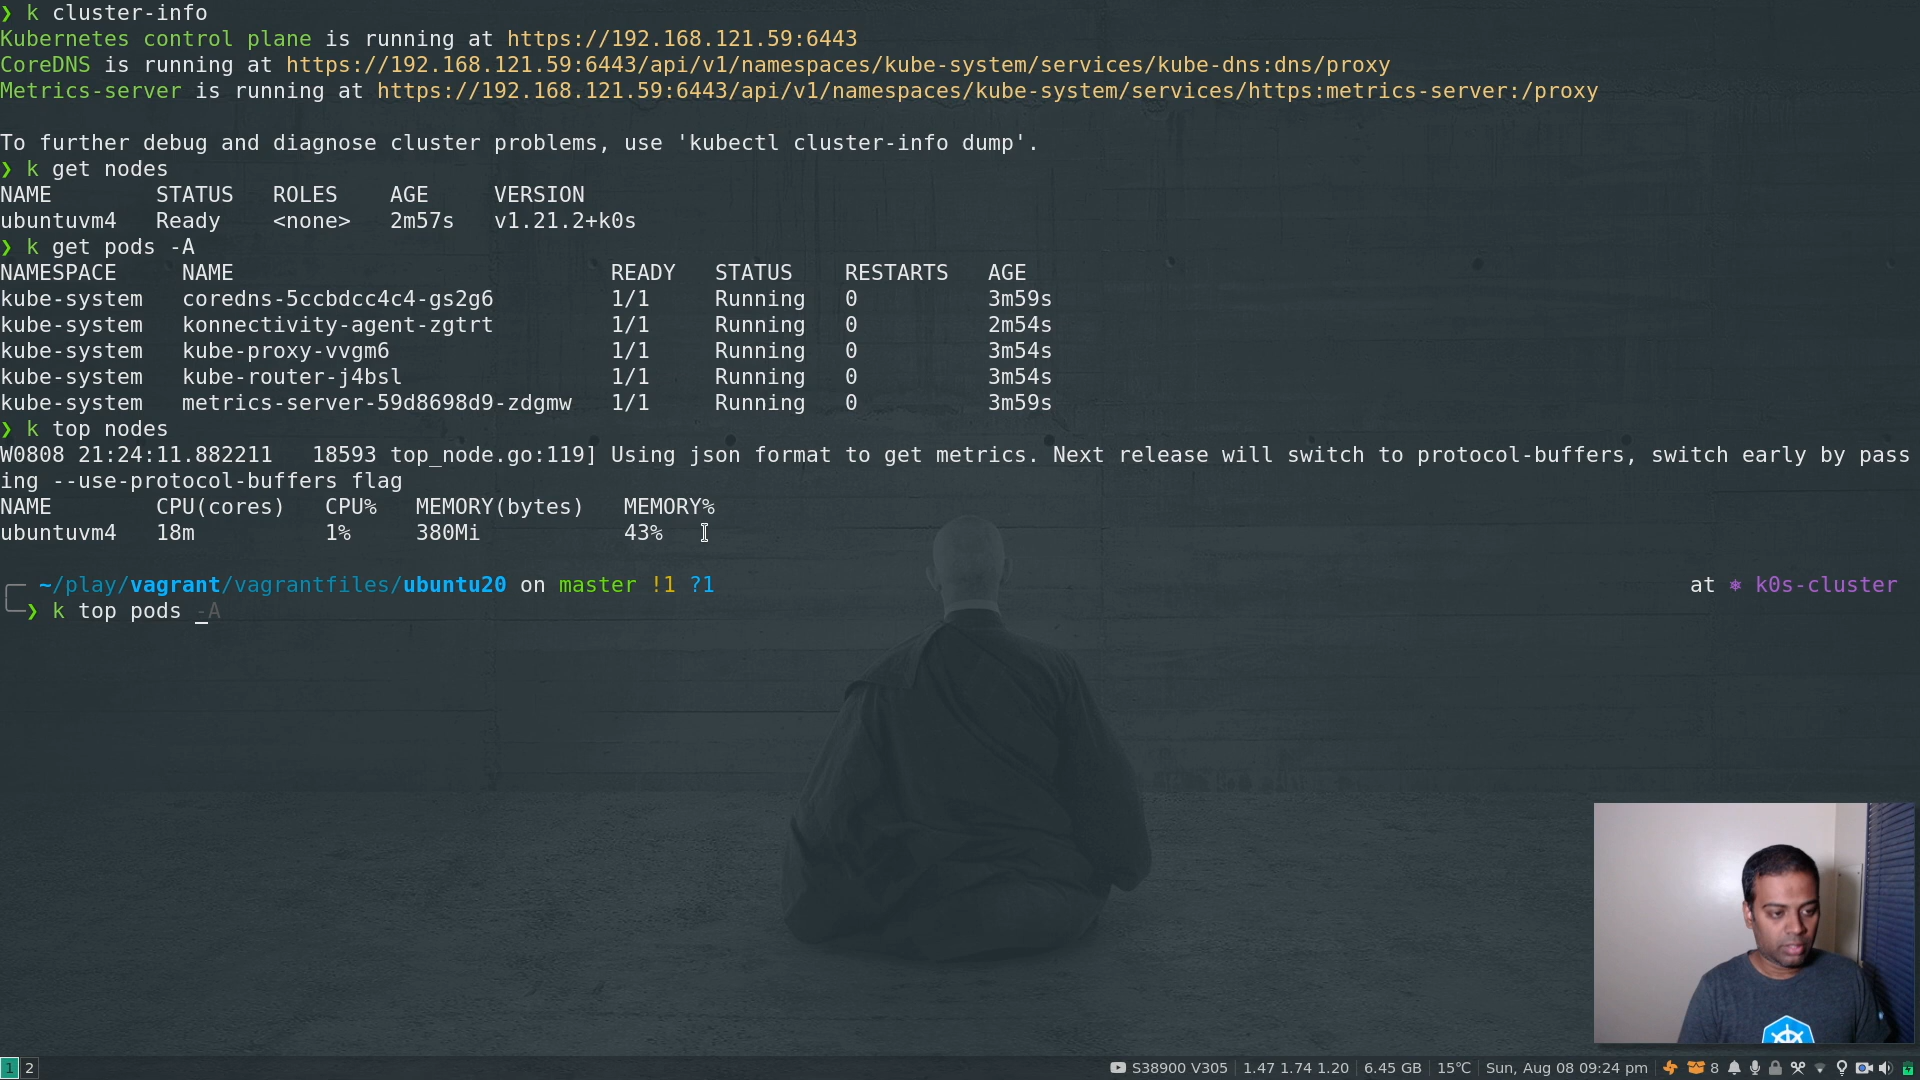 ❯ k cluster-info
Kubernetes control plane is running at https://192.168.121.59:6443
CoreDNS is running at https://192.168.121.59:6443/api/v1/namespaces/kube-system/services/kube-dns:dns/proxy
Metrics-server is running at https://192.168.121.59:6443/api/v1/namespaces/kube-system/services/https:metrics-server:/proxy
To further debug and diagnose cluster problems, use 'kubectl cluster-info dump'.
❯ k get nodes
NAME STATUS ROLES AGE VERSION
ubuntuvm4 Ready <none> 2m57s v1.21.2+k0s
❯ k get pods -A
NAMESPACE NAME READY STATUS RESTARTS AGE
kube-system coredns-5ccbdcc4c4-gs2g6 1/1 Running 0 3m59s
kube-system konnectivity-agent-zgtrt 1/1 Running 0 2m54s
kube-system kube-proxy-vvgm6 1/1 Running 0 3m54s
kube-system kube-router-j4bsl 1/1 Running 0 3m54s
kube-system metrics-server-59d8698d9-zdgmw 1/1 Running 0 3m59s
❯ k top nodes
W0808 21:24:11.882211 18593 top_node.go:119] Using json format to get metrics. Next release will switch to protocol-buffers, switch early by pass
ing --use-protocol-buffers flag
NAME CPU(cores) CPU% MEMORY(bytes) MEMORY%
ubuntuvm4 18m 1% 380Mi 43%
~/play/vagrant/vagrantfiles/ubuntu20 on master !1 ?1 at ⎈ k0s-cluster
❯ k top pods -A
1 2 S38900 V305 1.47 1.74 1.20 6.45 GB 15℃ Sun, Aug 08 09:24 pm 8